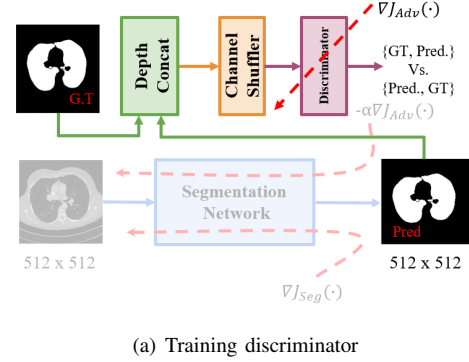 ∇J_Adv(·)
G.T
Depth
Concat
Channel
Shuffler
Discriminator
{GT, Pred.}
Vs.
{Pred., GT}
-α∇J_Adv(·)
Segmentation
Network
Pred
512 x 512
512 x 512
∇J_Seg(·)
(a) Training discriminator